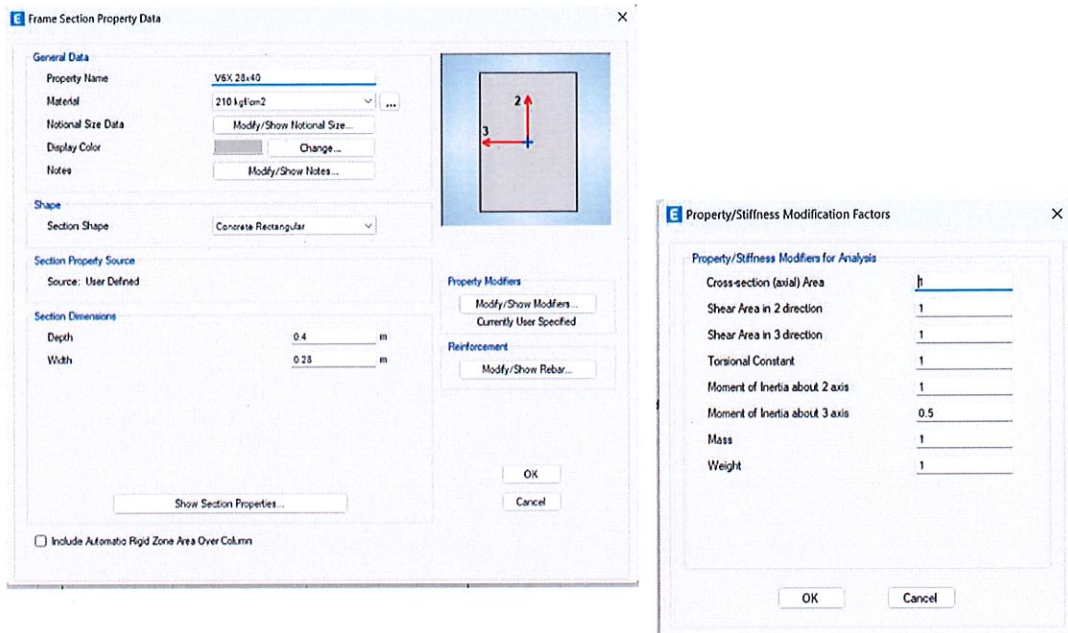 E Frame Section Property Data
General Data
Property Name V6X 28x40
Material 210 kgf/cm2 ...
Notional Size Data Modify/Show Notional Size...
Display Color Change...
Notes Modify/Show Notes...
2
3
Shape
Section Shape Concrete Rectangular
Section Property Source
Source: User Defined
Section Dimensions
Depth 0.4 m
Width 0.28 m
Property Modifiers
Modify/Show Modifiers...
Currently User Specified
Reinforcement
Modify/Show Rebar...
OK
Cancel
Show Section Properties...
Include Automatic Rigid Zone Area Over Column
E Property/Stiffness Modification Factors
Property/Stiffness Modifiers for Analysis
Cross-section (axial) Area 1
Shear Area in 2 direction 1
Shear Area in 3 direction 1
Torsional Constant 1
Moment of Inertia about 2 axis 1
Moment of Inertia about 3 axis 0.5
Mass 1
Weight 1
OK Cancel